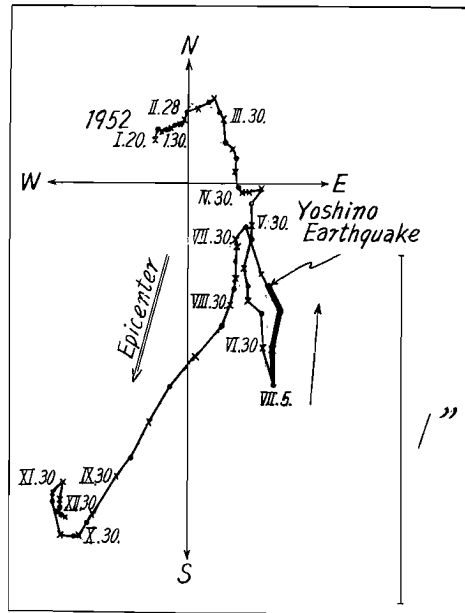 N
II.28
1952
III.30.
I.20.
1.30.
W
E
IV.30.
V.30.
Yoshino
Earthquake
VII.30.
Epicenter
VIII.30.
VI.30.
VII.5.
1"
XI.30
IX.30
XII.30.
X.30.
S